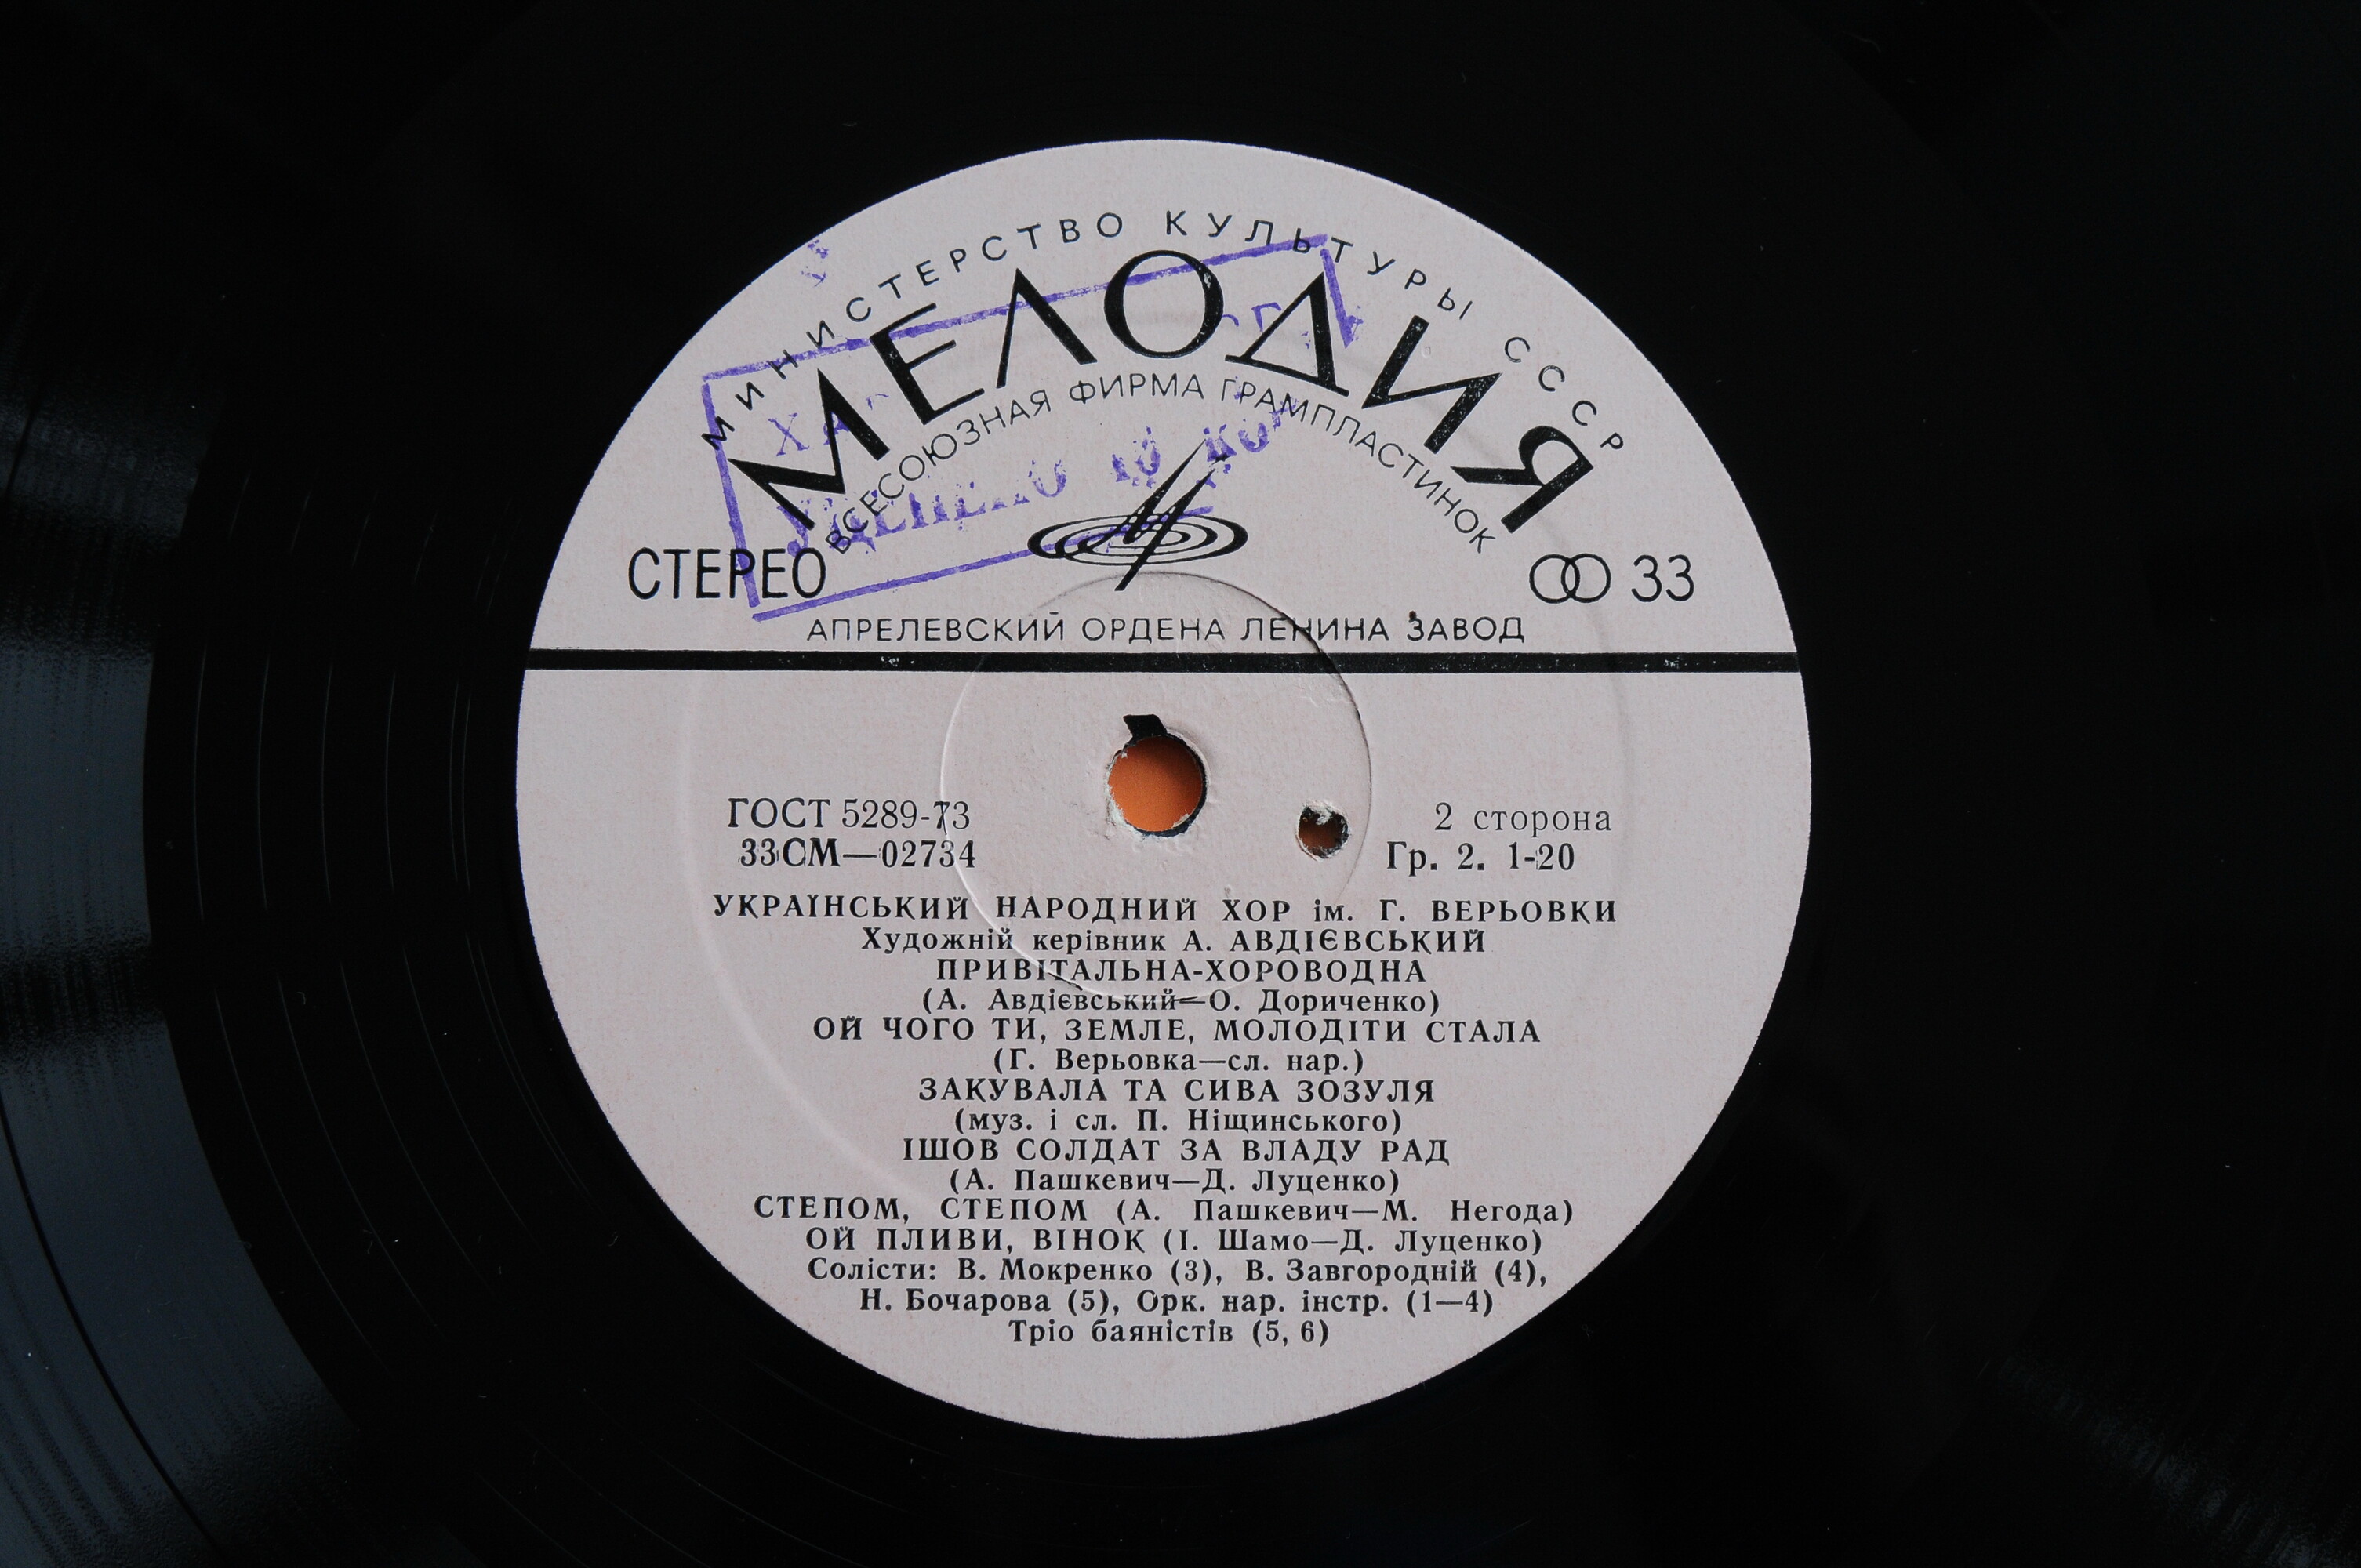 МИНИСТЕРСТВО КУЛЬТУРЫ СССР
МЕЛОДИЯ
ВСЕСОЮЗНАЯ ФИРМА ГРАМПЛАСТИНОК
СТЕРЕО 33
АПРЕЛЕВСКИЙ ОРДЕНА ЛЕНИНА ЗАВОД
ГОСТ 5289-73 2 сторона
33СМ—02734 Гр. 2. 1-20
УКРАЇНСЬКИЙ НАРОДНИЙ ХОР ім. Г. ВЕРЬОВКИ
Художній керівник А. АВДІЄВСЬКИЙ
ПРИВІТАЛЬНА-ХОРОВОДНА
(А. Авдієвський—О. Дориченко)
ОЙ ЧОГО ТИ, ЗЕМЛЕ, МОЛОДІТИ СТАЛА
(Г. Верьовка—сл. нар.)
ЗАКУВАЛА ТА СИВА ЗОЗУЛЯ
(муз. і сл. П. Ніщинського)
ІШОВ СОЛДАТ ЗА ВЛАДУ РАД
(А. Пашкевич—Д. Луценко)
СТЕПОМ, СТЕПОМ (А. Пашкевич—М. Негода)
ОЙ ПЛИВИ, ВІНОК (І. Шамо—Д. Луценко)
Солісти: В. Мокренко (3), В. Завгородній (4),
Н. Бочарова (5), Орк. нар. інстр. (1—4)
Тріо баяністів (5, 6)